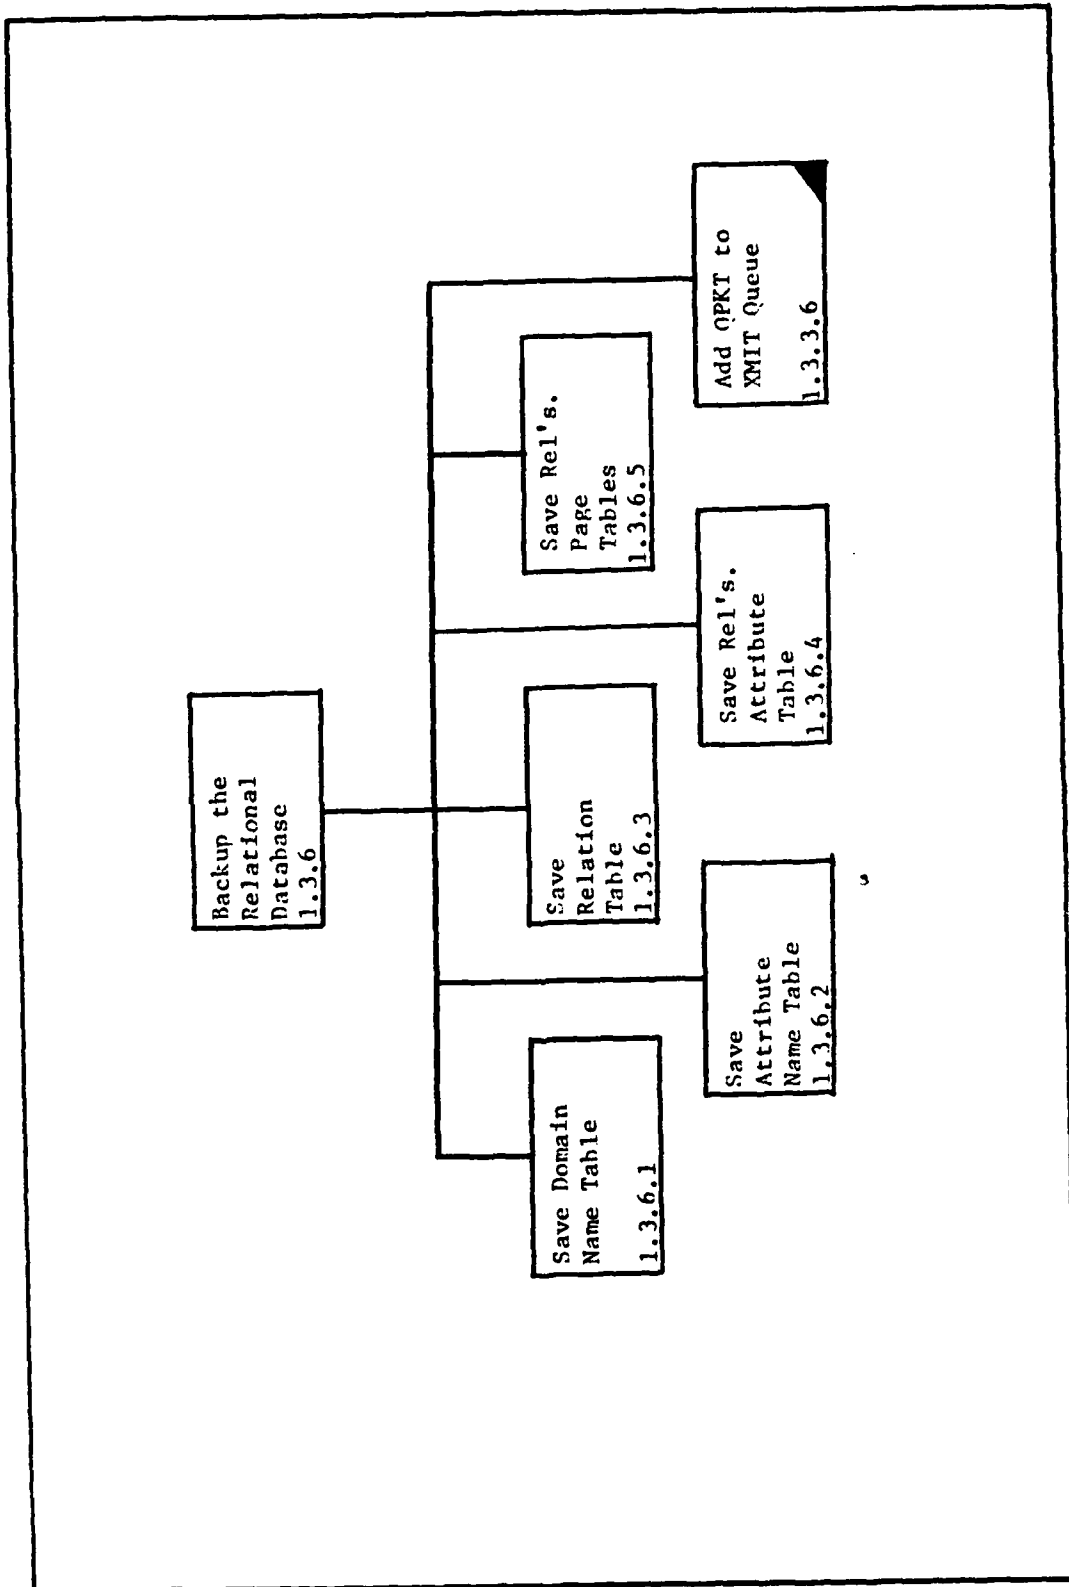 Backup the
Relational
Database
1.3.6
Save Domain
Name Table
1.3.6.1
Save
Attribute
Name Table
1.3.6.2
Save
Relation
Table
1.3.6.3
Save Rel's.
Attribute
Table
1.3.6.4
Save Rel's.
Page
Tables
1.3.6.5
Add QPKT to
XMIT Queue
1.3.3.6